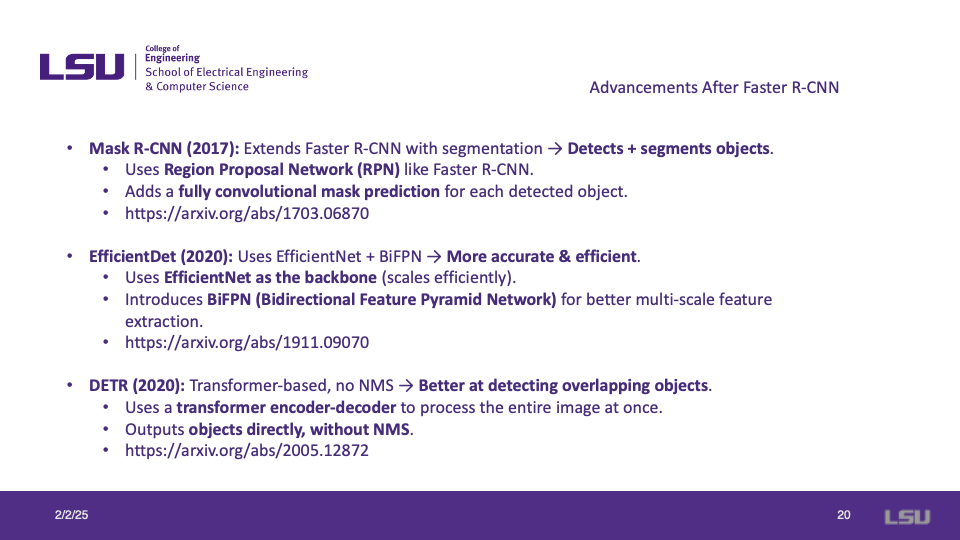 LSU
College of
Engineering
School of Electrical Engineering
& Computer Science
Advancements After Faster R-CNN
• Mask R-CNN (2017): Extends Faster R-CNN with segmentation → Detects + segments objects.
• Uses Region Proposal Network (RPN) like Faster R-CNN.
• Adds a fully convolutional mask prediction for each detected object.
• https://arxiv.org/abs/1703.06870
• EfficientDet (2020): Uses EfficientNet + BiFPN → More accurate & efficient.
• Uses EfficientNet as the backbone (scales efficiently).
• Introduces BiFPN (Bidirectional Feature Pyramid Network) for better multi-scale feature
extraction.
• https://arxiv.org/abs/1911.09070
• DETR (2020): Transformer-based, no NMS → Better at detecting overlapping objects.
• Uses a transformer encoder-decoder to process the entire image at once.
• Outputs objects directly, without NMS.
• https://arxiv.org/abs/2005.12872
2/2/25
20
LSU